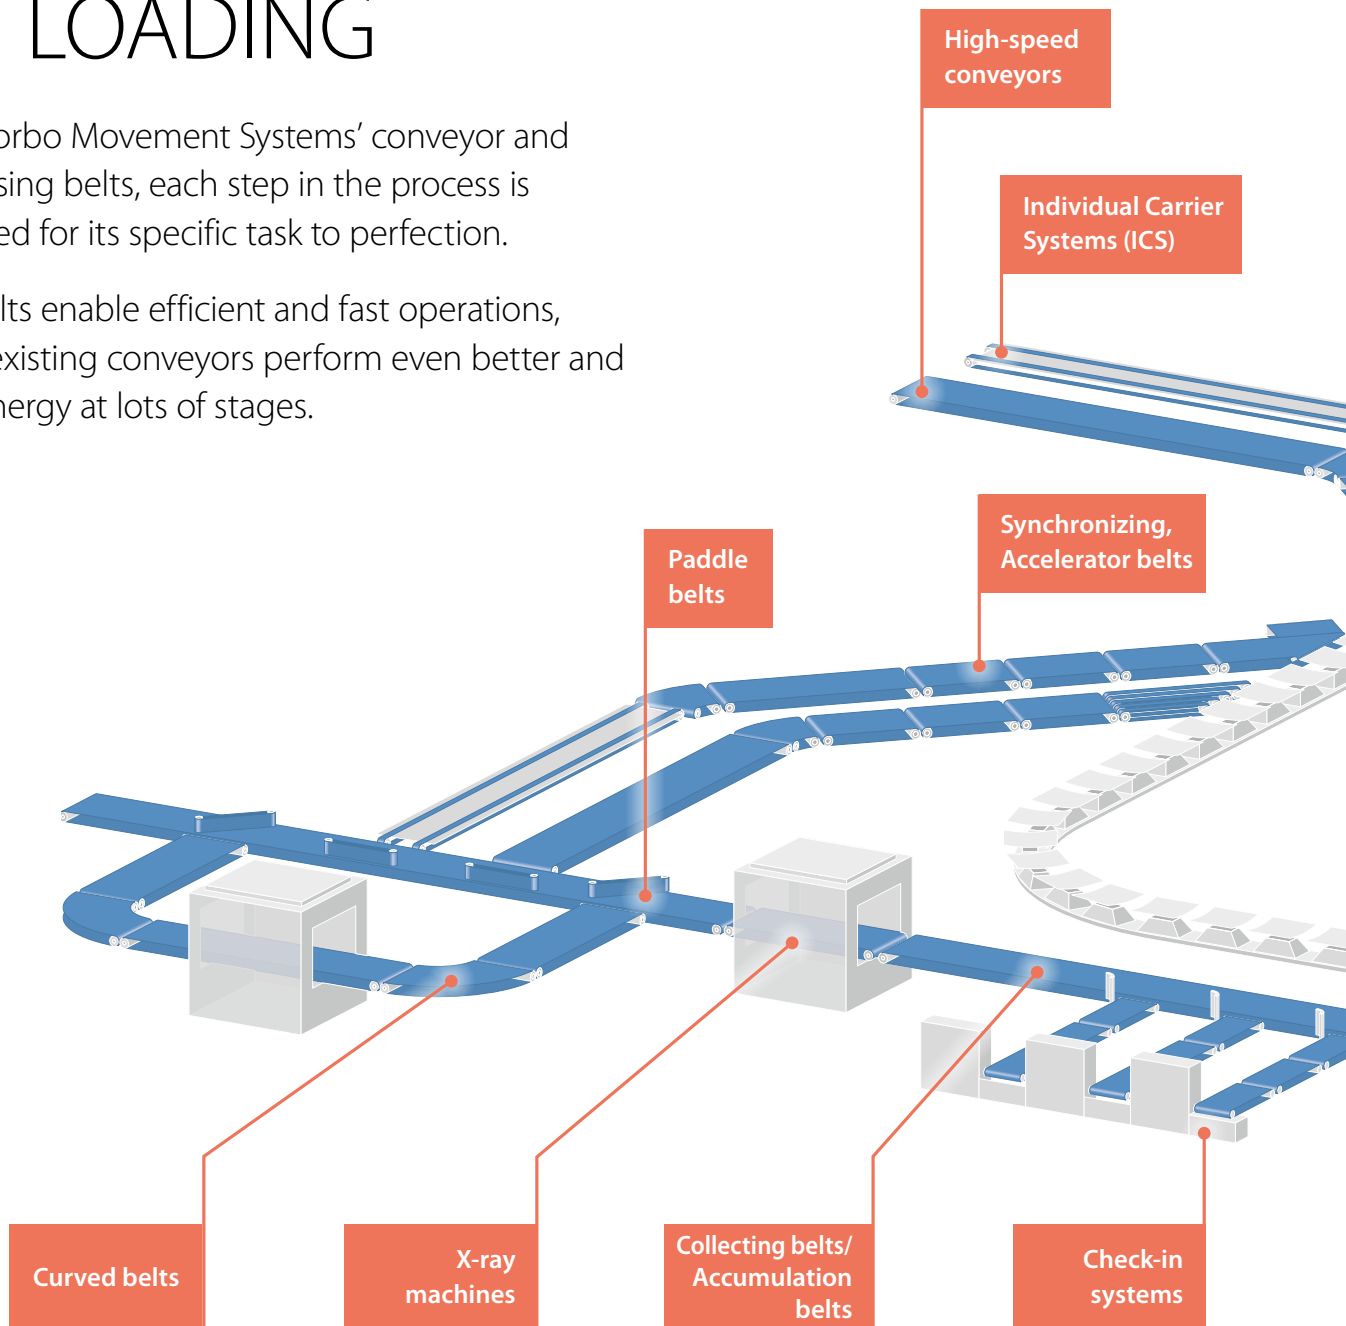 LOADING
orbo Movement Systems’ conveyor and
sing belts, each step in the process is
ed for its specific task to perfection.
lts enable efficient and fast operations,
existing conveyors perform even better and
nergy at lots of stages.
High-speed
conveyors
Individual Carrier
Systems (ICS)
Synchronizing,
Accelerator belts
Paddle
belts
Curved belts
X-ray
machines
Collecting belts/
Accumulation
belts
Check-in
systems